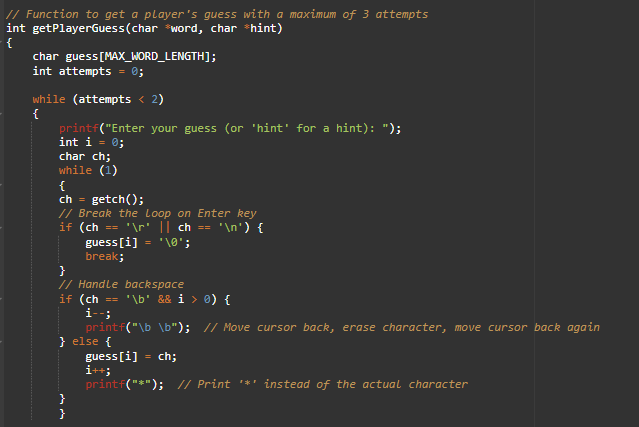 // Function to get a player's guess with a maximum of 3 attempts
int getPlayerGuess(char *word, char *hint)
{
    char guess[MAX_WORD_LENGTH];
    int attempts = 0;

    while (attempts < 2)
    {
        printf("Enter your guess (or 'hint' for a hint): ");
        int i = 0;
        char ch;
        while (1)
        {
        ch = getch();
        // Break the loop on Enter key
        if (ch == '\r' || ch == '\n') {
            guess[i] = '\0';
            break;
        }
        // Handle backspace
        if (ch == '\b' && i > 0) {
            i--;
            printf("\b \b");  // Move cursor back, erase character, move cursor back again
        } else {
            guess[i] = ch;
            i++;
            printf("*");  // Print '*' instead of the actual character
        }
        }